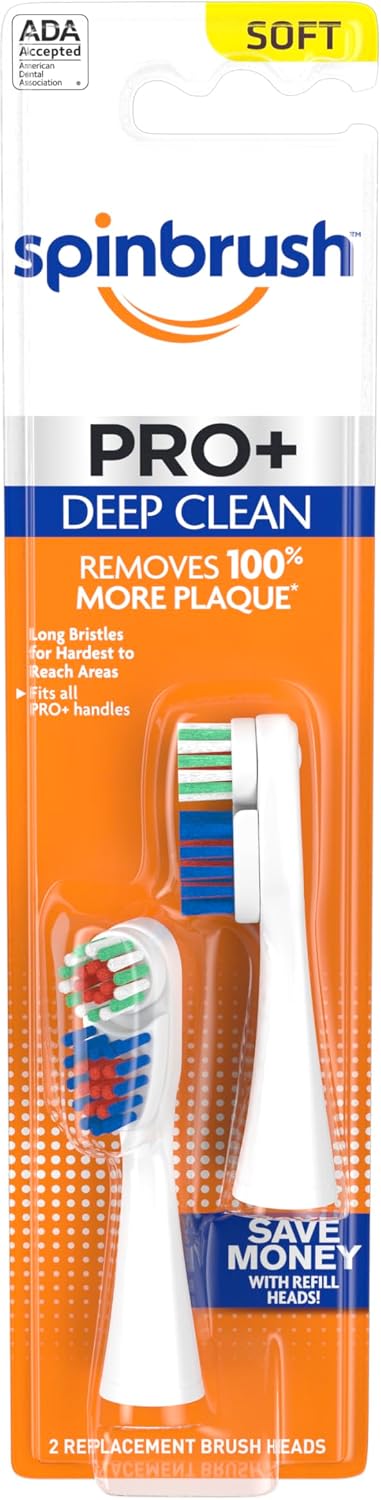 ADA
Accepted
American
Dental
Association ®
SOFT
spinbrush™
PRO+
DEEP CLEAN
REMOVES 100%
MORE PLAQUE*
Long Bristles
for Hardest to
Reach Areas
Fits all
PRO+ handles
SAVE
MONEY
WITH REFILL
HEADS!
2 REPLACEMENT BRUSH HEADS